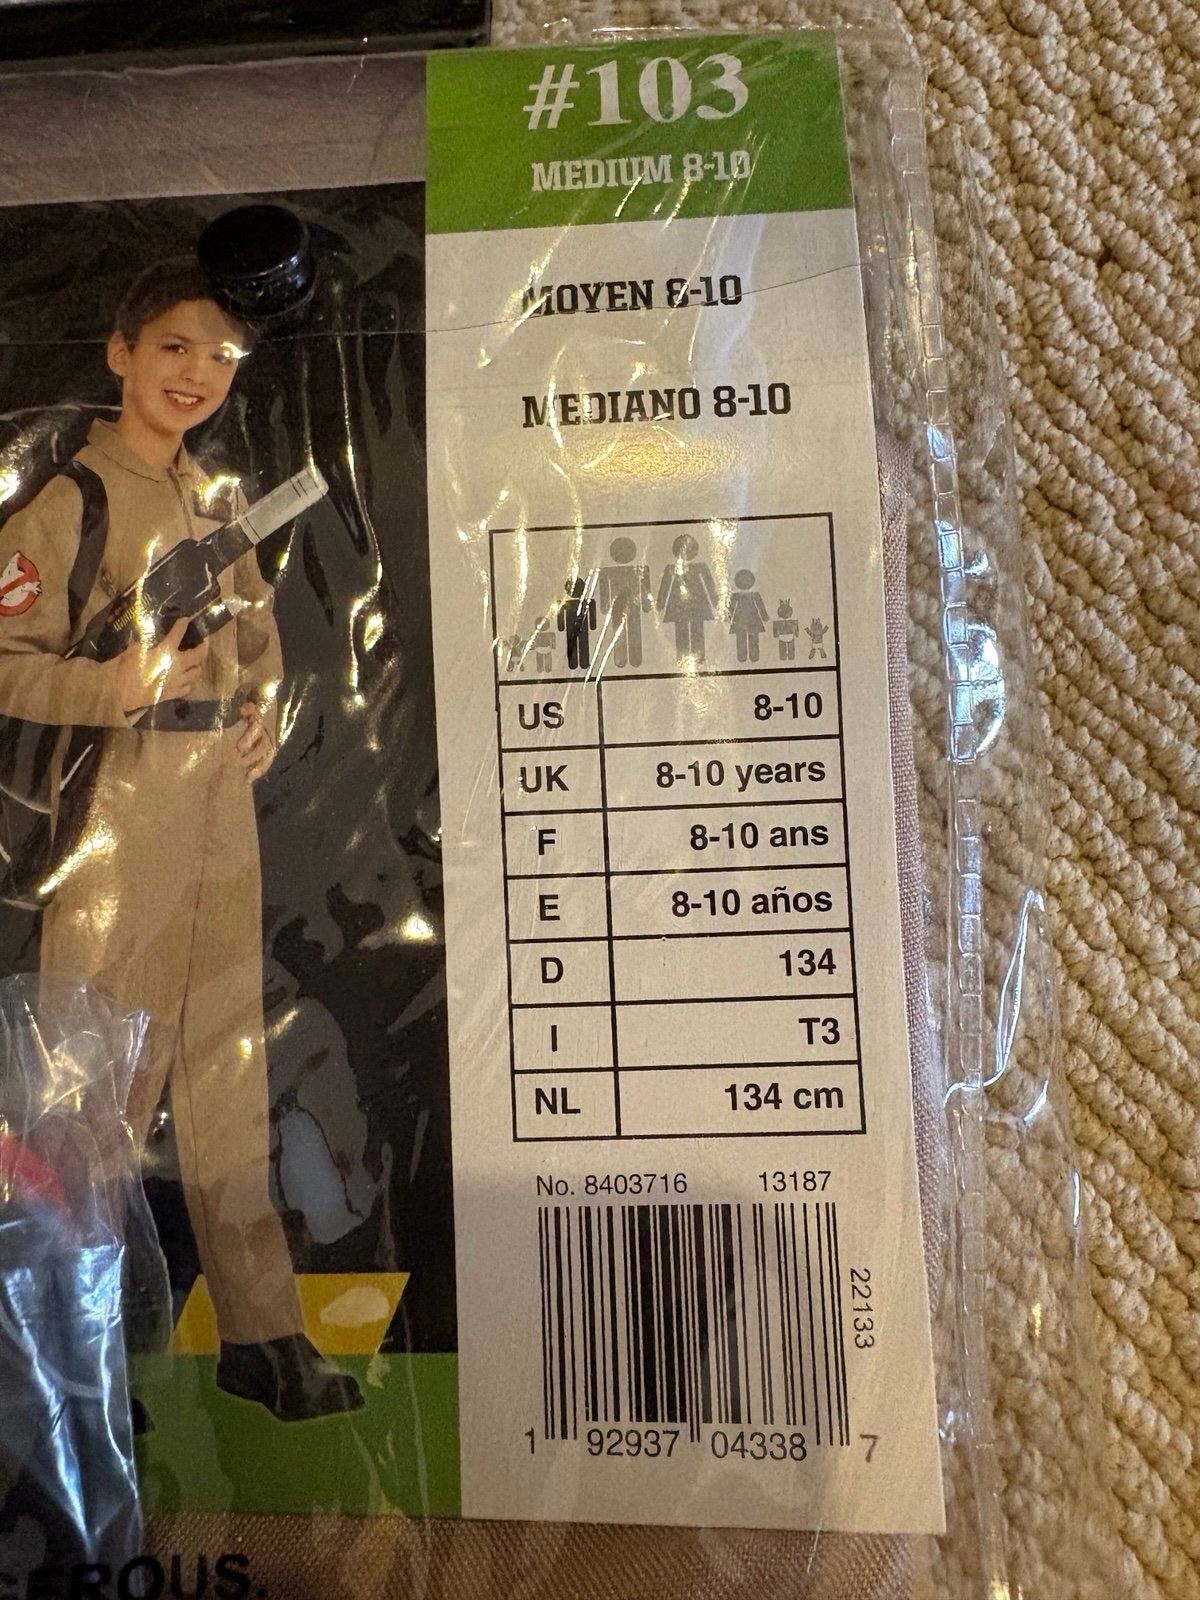 #103
MEDIUM 8-10
MOYEN 8-10
MEDIANO 8-10
US 8-10
UK 8-10 years
F 8-10 ans
E 8-10 años
D 134
I T3
NL 134 cm
No. 8403716 13187
22133
1 92937 04338 7